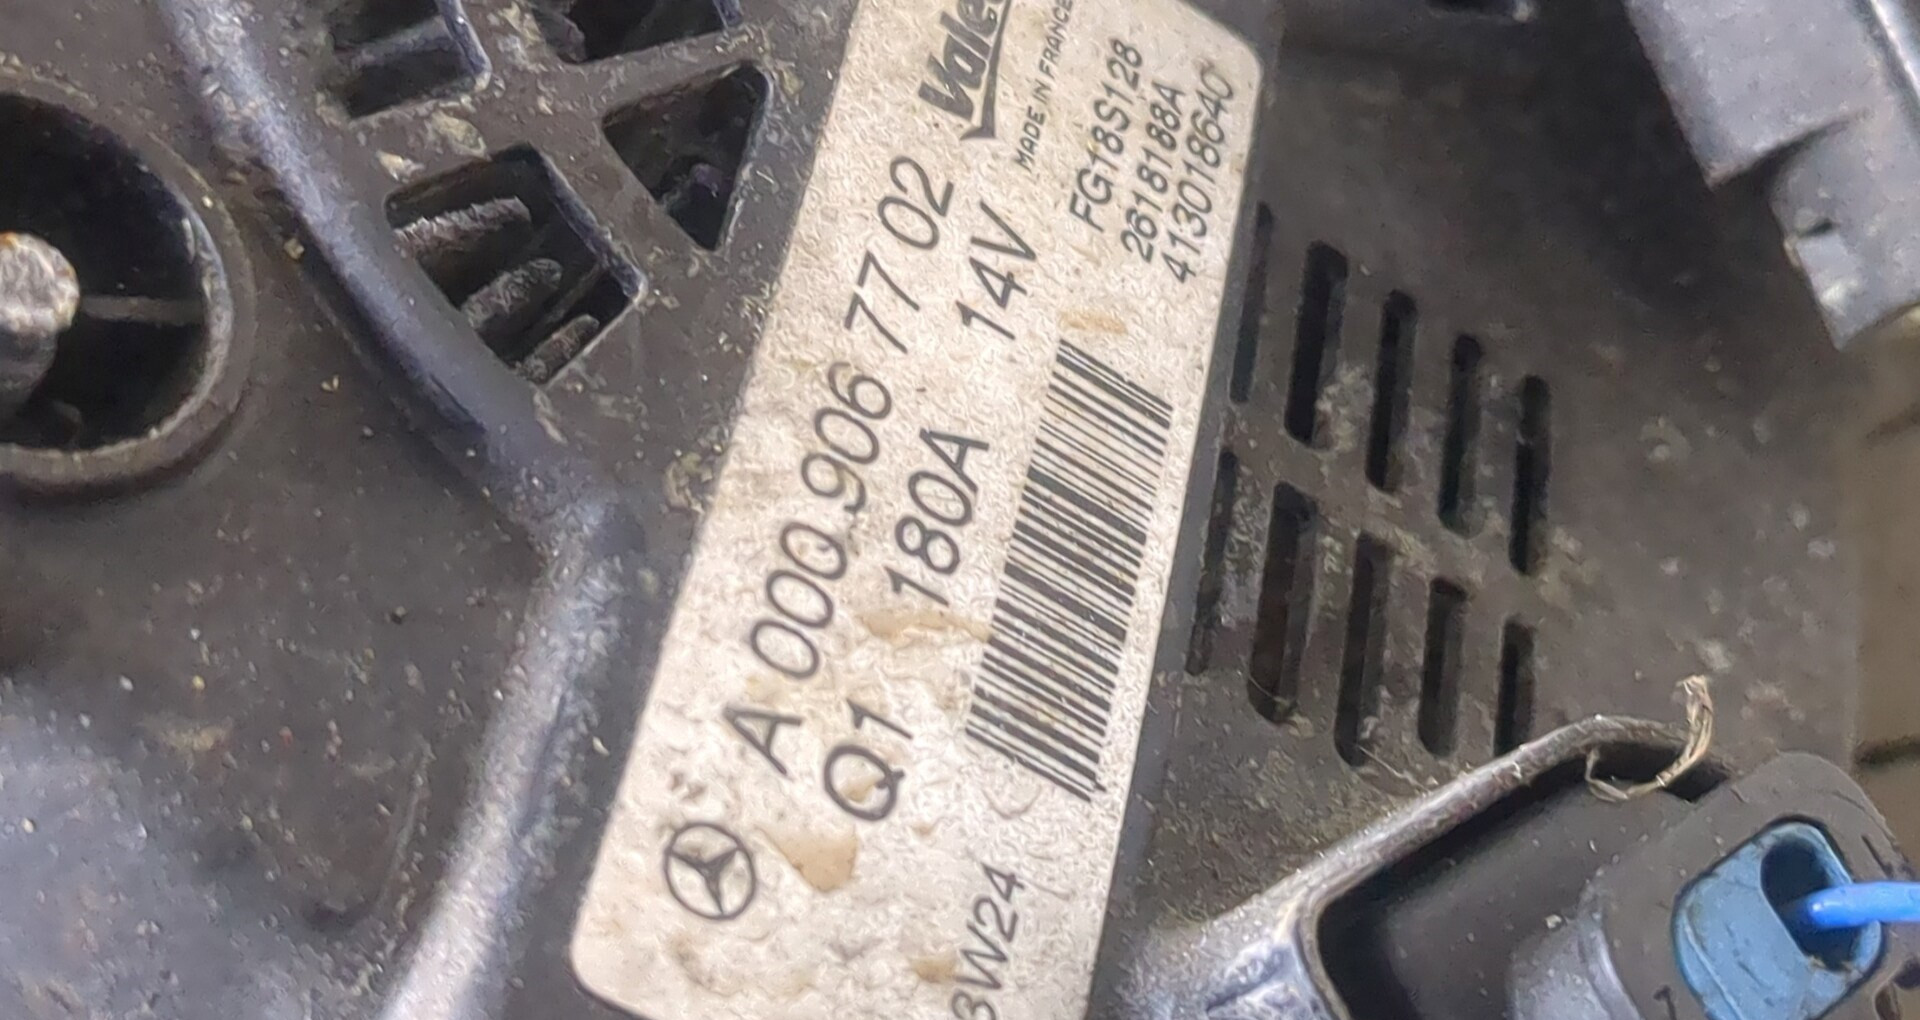 Valeo
MADE IN FRANCE
FG18S128
2618188A
413018640
A 000 906 77 02
Q1 180A 14V
3W24